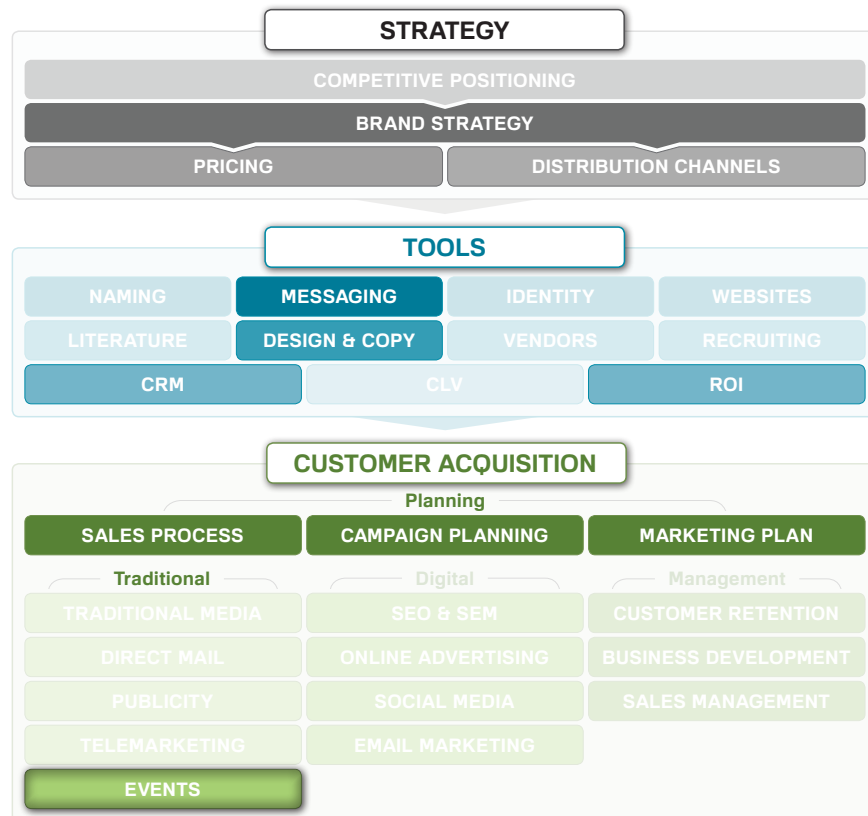 STRATEGY
COMPETITIVE POSITIONING
BRAND STRATEGY
PRICING DISTRIBUTION CHANNELS
TOOLS
NAMING MESSAGING IDENTITY WEBSITES
LITERATURE DESIGN & COPY VENDORS RECRUITING
CRM CLV ROI
CUSTOMER ACQUISITION
Planning
SALES PROCESS CAMPAIGN PLANNING MARKETING PLAN
Traditional Digital Management
TRADITIONAL MEDIA SEO & SEM CUSTOMER RETENTION
DIRECT MAIL ONLINE ADVERTISING BUSINESS DEVELOPMENT
PUBLICITY SOCIAL MEDIA SALES MANAGEMENT
TELEMARKETING EMAIL MARKETING
EVENTS